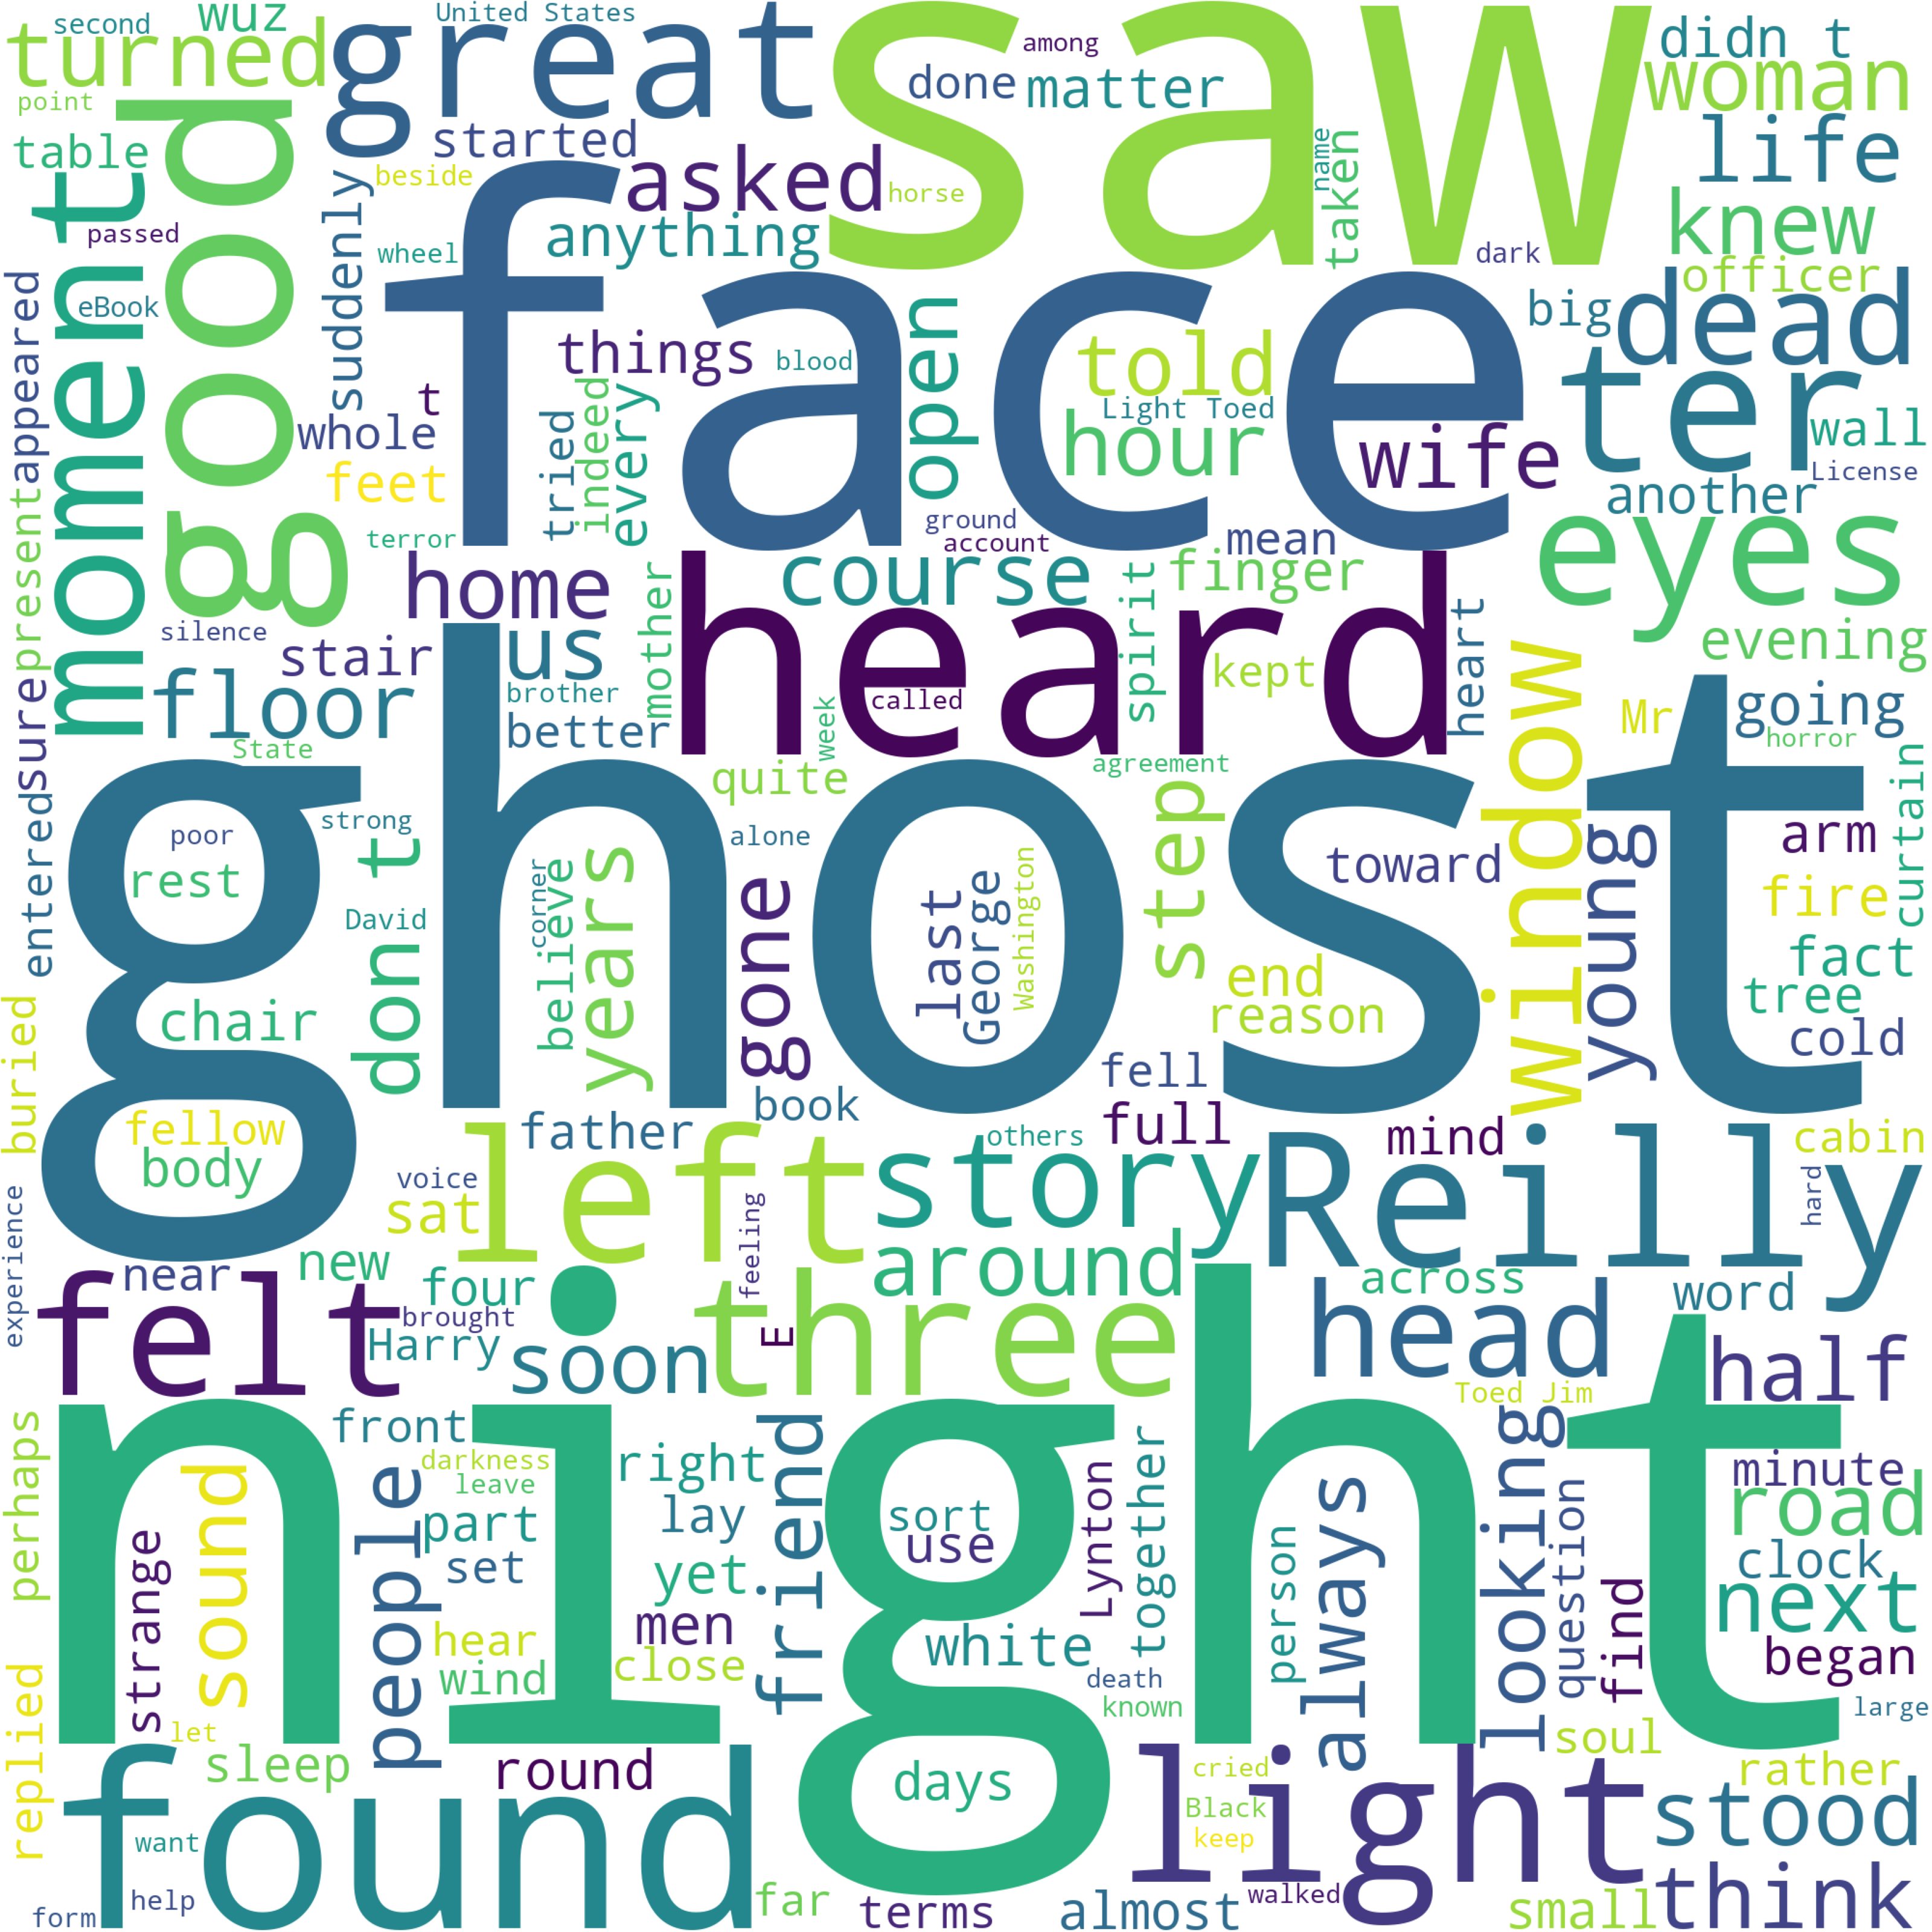 second
wuz
United States
great
saw
among
didn t
turned
point
done
matter
woman
table
started
life
good
asked
beside
horse
name
taken
knew
moment
suddenly
passed
wheel
anything
dark
officer
appeared
eBook
face
open
big
dead
things
blood
told
t
whole
tried
indeed
every
Light Toed
hour
wife
ter
wall
License
feet
another
present
terror
ground
account
mean
eyes
home
course
finger
silence
stair
us
mother
heard
spirit
heart
evening
floor
brother
called
kept
window
sure
State
better
week
Mr
going
horror
quite
agreement
entered
ghost
strong
alone
step
young
curtain
poor
arm
rest
don t
corner
believe
years
gone
last
George
Washington
toward
fire
David
end
fact
buried
chair
reason
tree
cold
fell
book
fellow
father
left
others
full
mind
cabin
body
voice
story
Reilly
hard
sat
feeling
experience
near
new
around
felt
four
three
across
word
brought
Harry
soon
E
head
half
Toed Jim
night
front
perhaps
people
darkness
right
friend
together
looking
minute
sound
leave
Lynton
always
road
strange
part
lay
sort
use
question
clock
set
yet
person
find
next
men
hear
white
began
wind
close
death
replied
known
large
let
soul
found
sleep
round
days
light
cried
rather
Black
stood
want
keep
form
help
far
terms
almost
walked
small
think